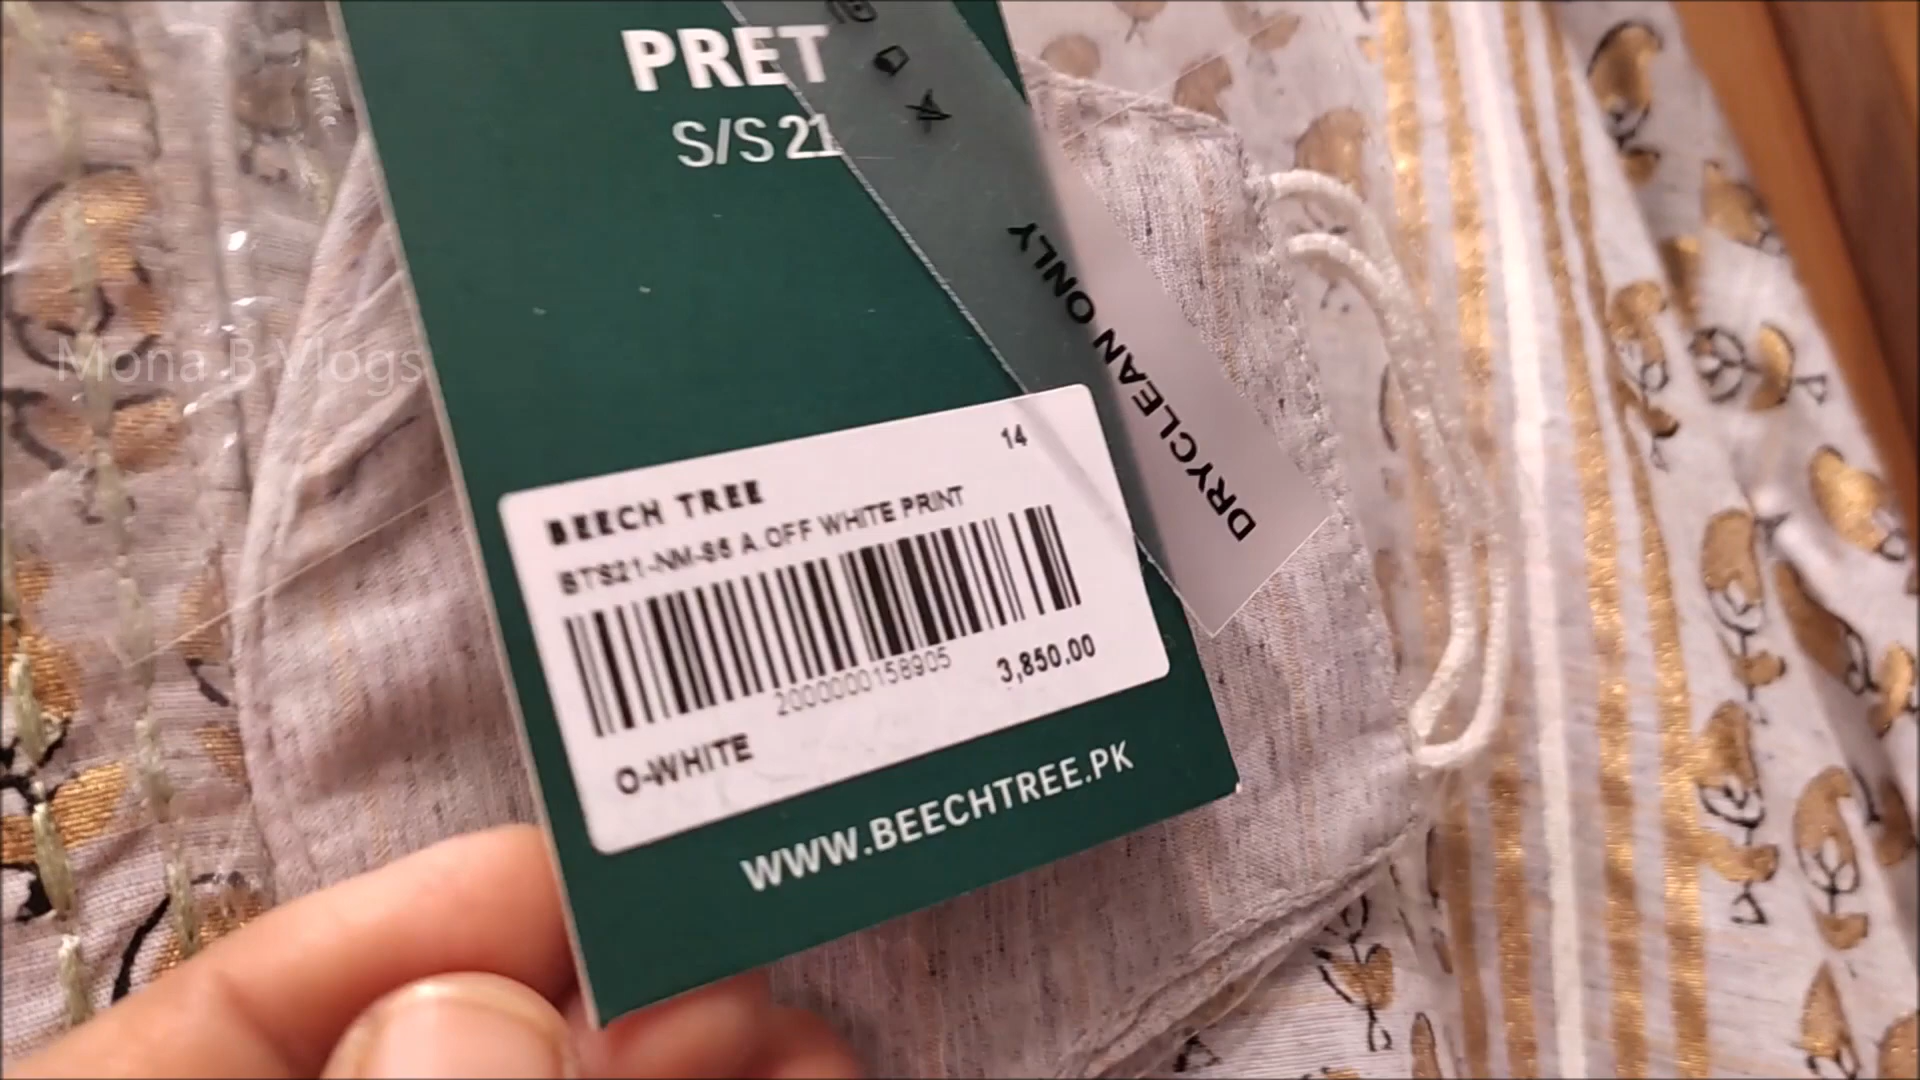 PRET
S/S 21
DRYCLEAN ONLY
Mona B Vlogs
14
BEECH TREE
BTS21-NM-S5 A.OFF WHITE PRINT
2000000158905
3,850.00
O-WHITE
WWW.BEECHTREE.PK